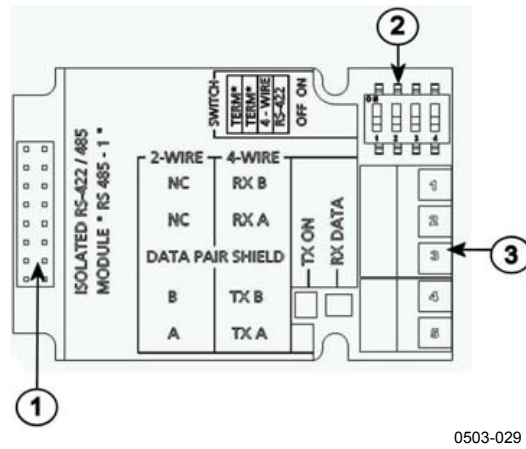 2
SWITCH
TERM*
TERM*
4 - WIRE
RS-422
OFF ON
ON
1 2 3 4
ISOLATED RS-422 / 485
MODULE " RS 485 - 1 "
2-WIRE 4-WIRE
NC RX B
NC RX A
DATA PAIR SHIELD
B TX B
A TX A
TX ON
RX DATA
1
2
3
4
5
3
1
0503-029